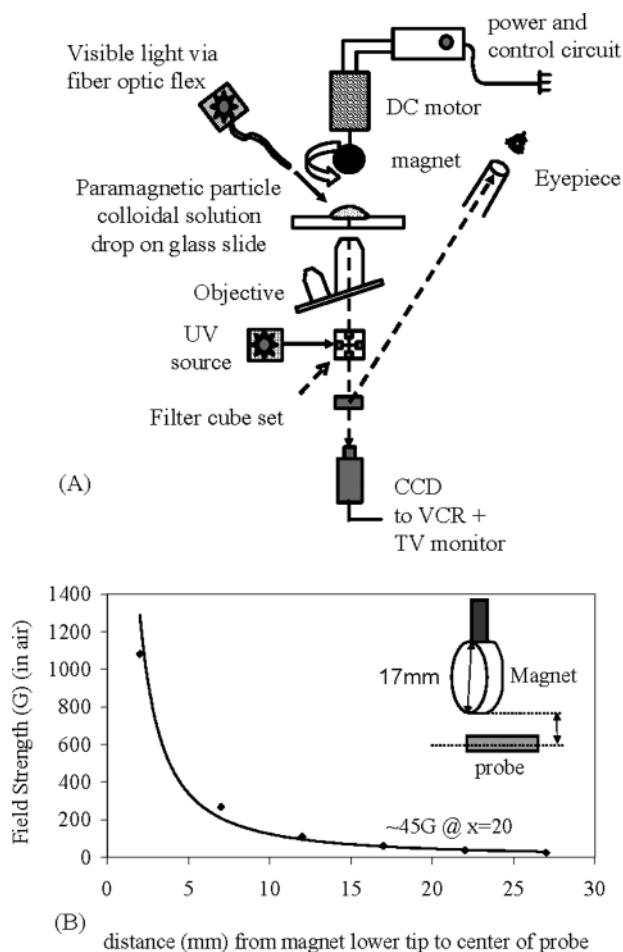 Visible light via
fiber optic flex
power and
control circuit
DC motor
magnet
Eyepiece
Paramagnetic particle
colloidal solution
drop on glass slide
Objective
UV
source
Filter cube set
(A)
CCD
to VCR +
TV monitor
Field Strength (G) (in air)
1400
1200
1000
800
600
400
200
0
17mm
Magnet
probe
~45G @ x=20
0 5 10 15 20 25 30
(B)
distance (mm) from magnet lower tip to center of probe